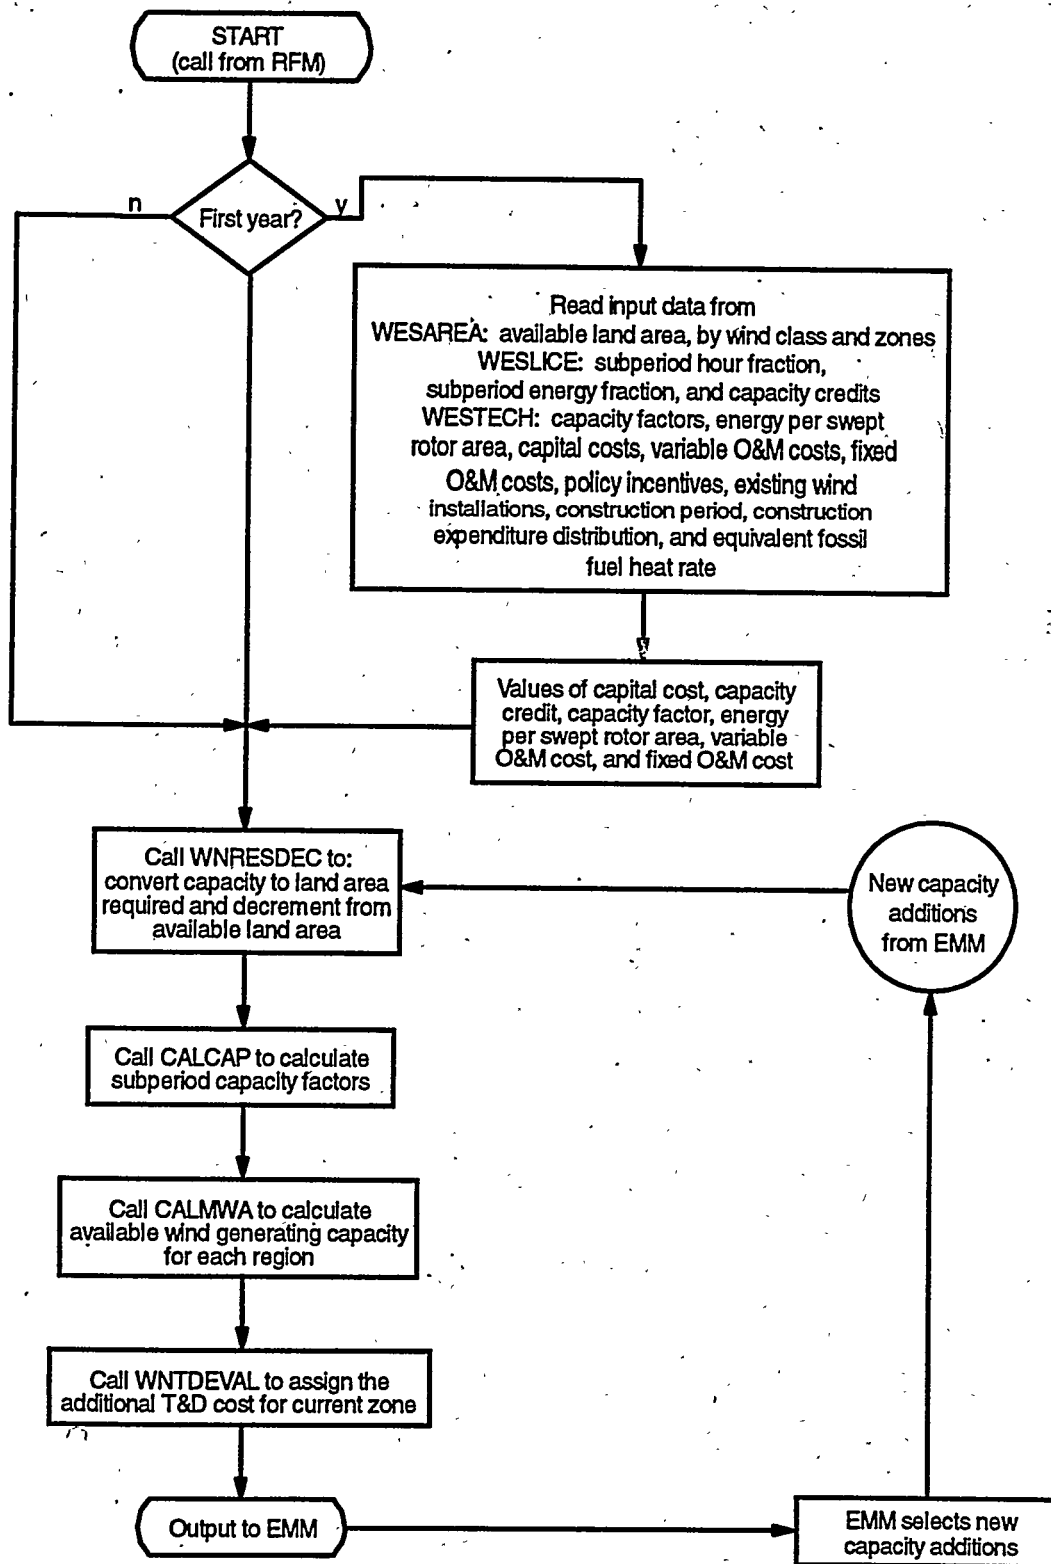 START
(call from RFM)
n
First year?
y
Read input data from
WESAREA: available land area, by wind class and zones
WESLICE: subperiod hour fraction,
subperiod energy fraction, and capacity credits
WESTECH: capacity factors, energy per swept
rotor area, capital costs, variable O&M costs, fixed
O&M costs, policy incentives, existing wind
installations, construction period, construction
expenditure distribution, and equivalent fossil
fuel heat rate
Values of capital cost, capacity
credit, capacity factor, energy
per swept rotor area, variable
O&M cost, and fixed O&M cost
Call WNRESDEC to:
convert capacity to land area
required and decrement from
available land area
New capacity
additions
from EMM
Call CALCAP to calculate
subperiod capacity factors
Call CALMWA to calculate
available wind generating capacity
for each region
Call WNTDEVAL to assign the
additional T&D cost for current zone
Output to EMM
EMM selects new
capacity additions